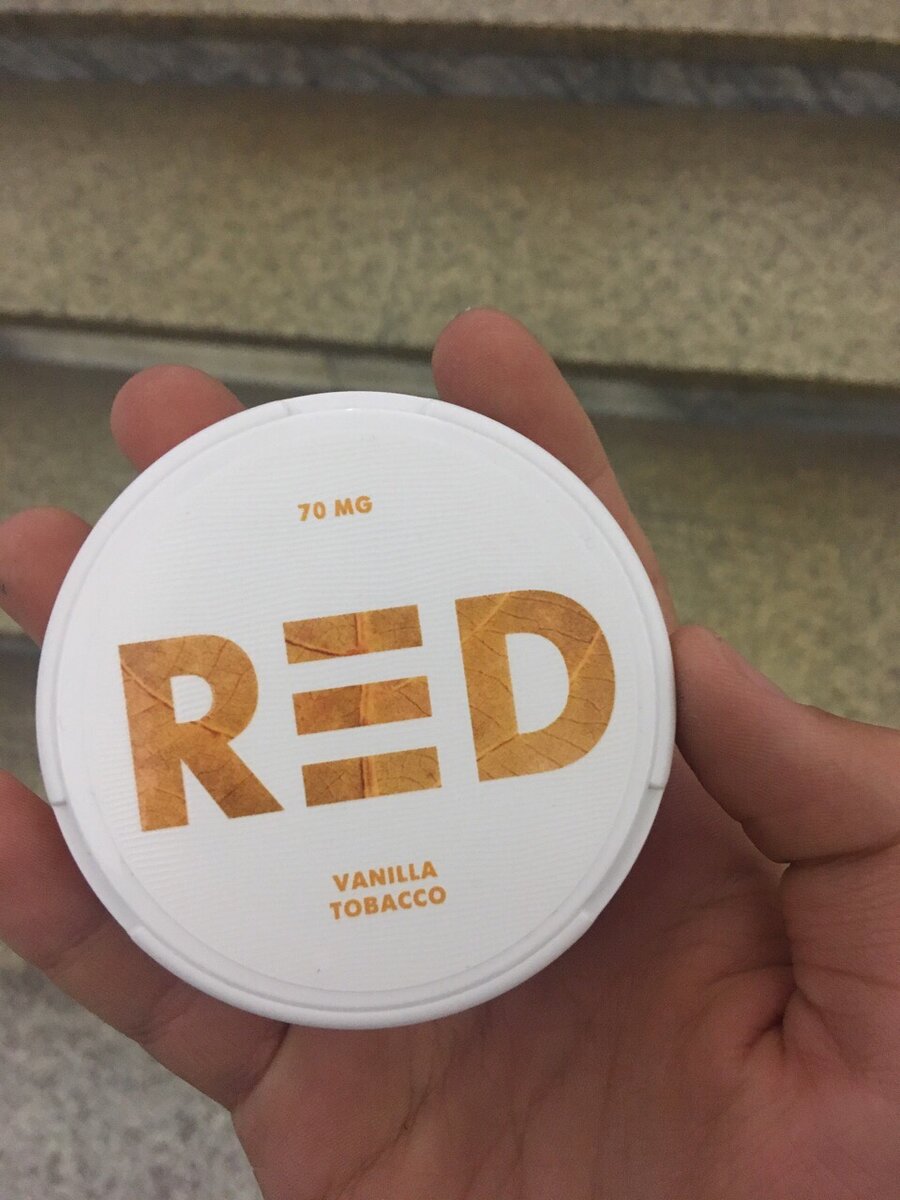 70 MG
RED
VANILLA
TOBACCO